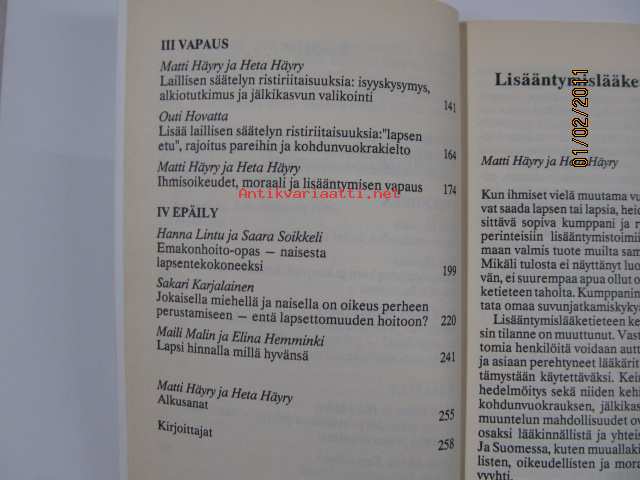 III VAPAUS
Matti Häyry ja Heta Häyry
Laillisen säätelyn ristiriitaisuuksia: isyyskysymys,
alkiotutkimus ja jälkikasvun valikointi 141
Outi Hovatta
Lisää laillisen säätelyn ristiriitaisuuksia:"lapsen
etu", rajoitus pareihin ja kohdunvuokrakielto 164
Matti Häyry ja Heta Häyry
Ihmisoikeudet, moraali ja lisääntymisen vapaus 174
Antikvariaatti.net
IV EPÄILY
Hanna Lintu ja Saara Soikkeli
Emakonhoito-opas — naisesta
lapsentekokoneeksi 199
Sakari Karjalainen
Jokaisella miehellä ja naisella on oikeus perheen
perustamiseen — entä lapsettomuuden hoitoon? 220
Maili Malin ja Elina Hemminki
Lapsi hinnalla millä hyvänsä 241
Matti Häyry ja Heta Häyry
Alkusanat 255
Kirjoittajat 258
Lisääntymislääket
01/02/2011
Matti Häyry ja Heta Häyry
Kun ihmiset vielä muutama vu
vat saada lapsen tai lapsia, heid
sittävä sopiva kumppani ja r
perinteisiin lisääntymistoimii
maan valmis tuote muilta sam
Mikäli tulosta ei näyttänyt luon
vän, ei suurempaa apua ollut o
ketieteen taholta. Kumppanin
tata omaa suvunjatkamiskykyä
Lisääntymislääketieteen ke
sin tilanne on muuttunut. Vast
tomia henkilöitä voidaan autt
ja asiaan perehtyneet lääkärit
tämystään käytettäväksi. Kein
hedelmöitys sekä niiden kehi
kohdunvuokrauksen, jälkikas
muuntelun mahdollisuudet ov
osaksi lääkinnällistä ja yhteis
Ja Suomessa, kuten muuallaki
listen, oikeudellisten ja mora
vyyhti.